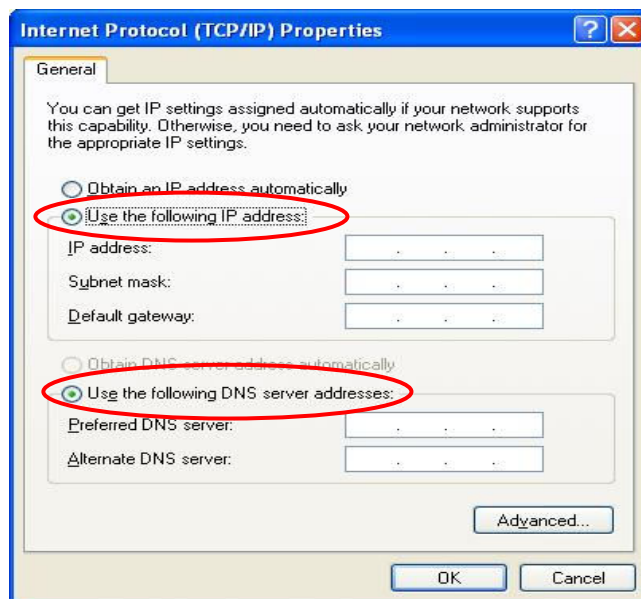 Internet Protocol (TCP/IP) Properties
General
You can get IP settings assigned automatically if your network supports
this capability. Otherwise, you need to ask your network administrator for
the appropriate IP settings.
Obtain an IP address automatically
Use the following IP address:
IP address:
Subnet mask:
Default gateway:
Obtain DNS server address automatically
Use the following DNS server addresses:
Preferred DNS server:
Alternate DNS server:
Advanced...
OK
Cancel